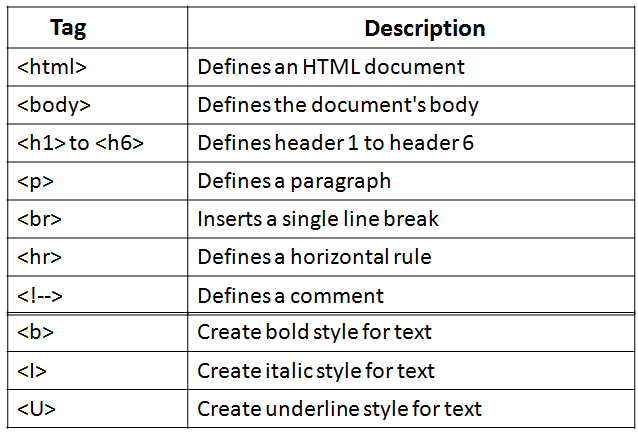 Tag Description
<html> Defines an HTML document
<body> Defines the document's body
<h1> to <h6> Defines header 1 to header 6
<p> Defines a paragraph
<br> Inserts a single line break
<hr> Defines a horizontal rule
<!--> Defines a comment
<b> Create bold style for text
<I> Create italic style for text
<U> Create underline style for text